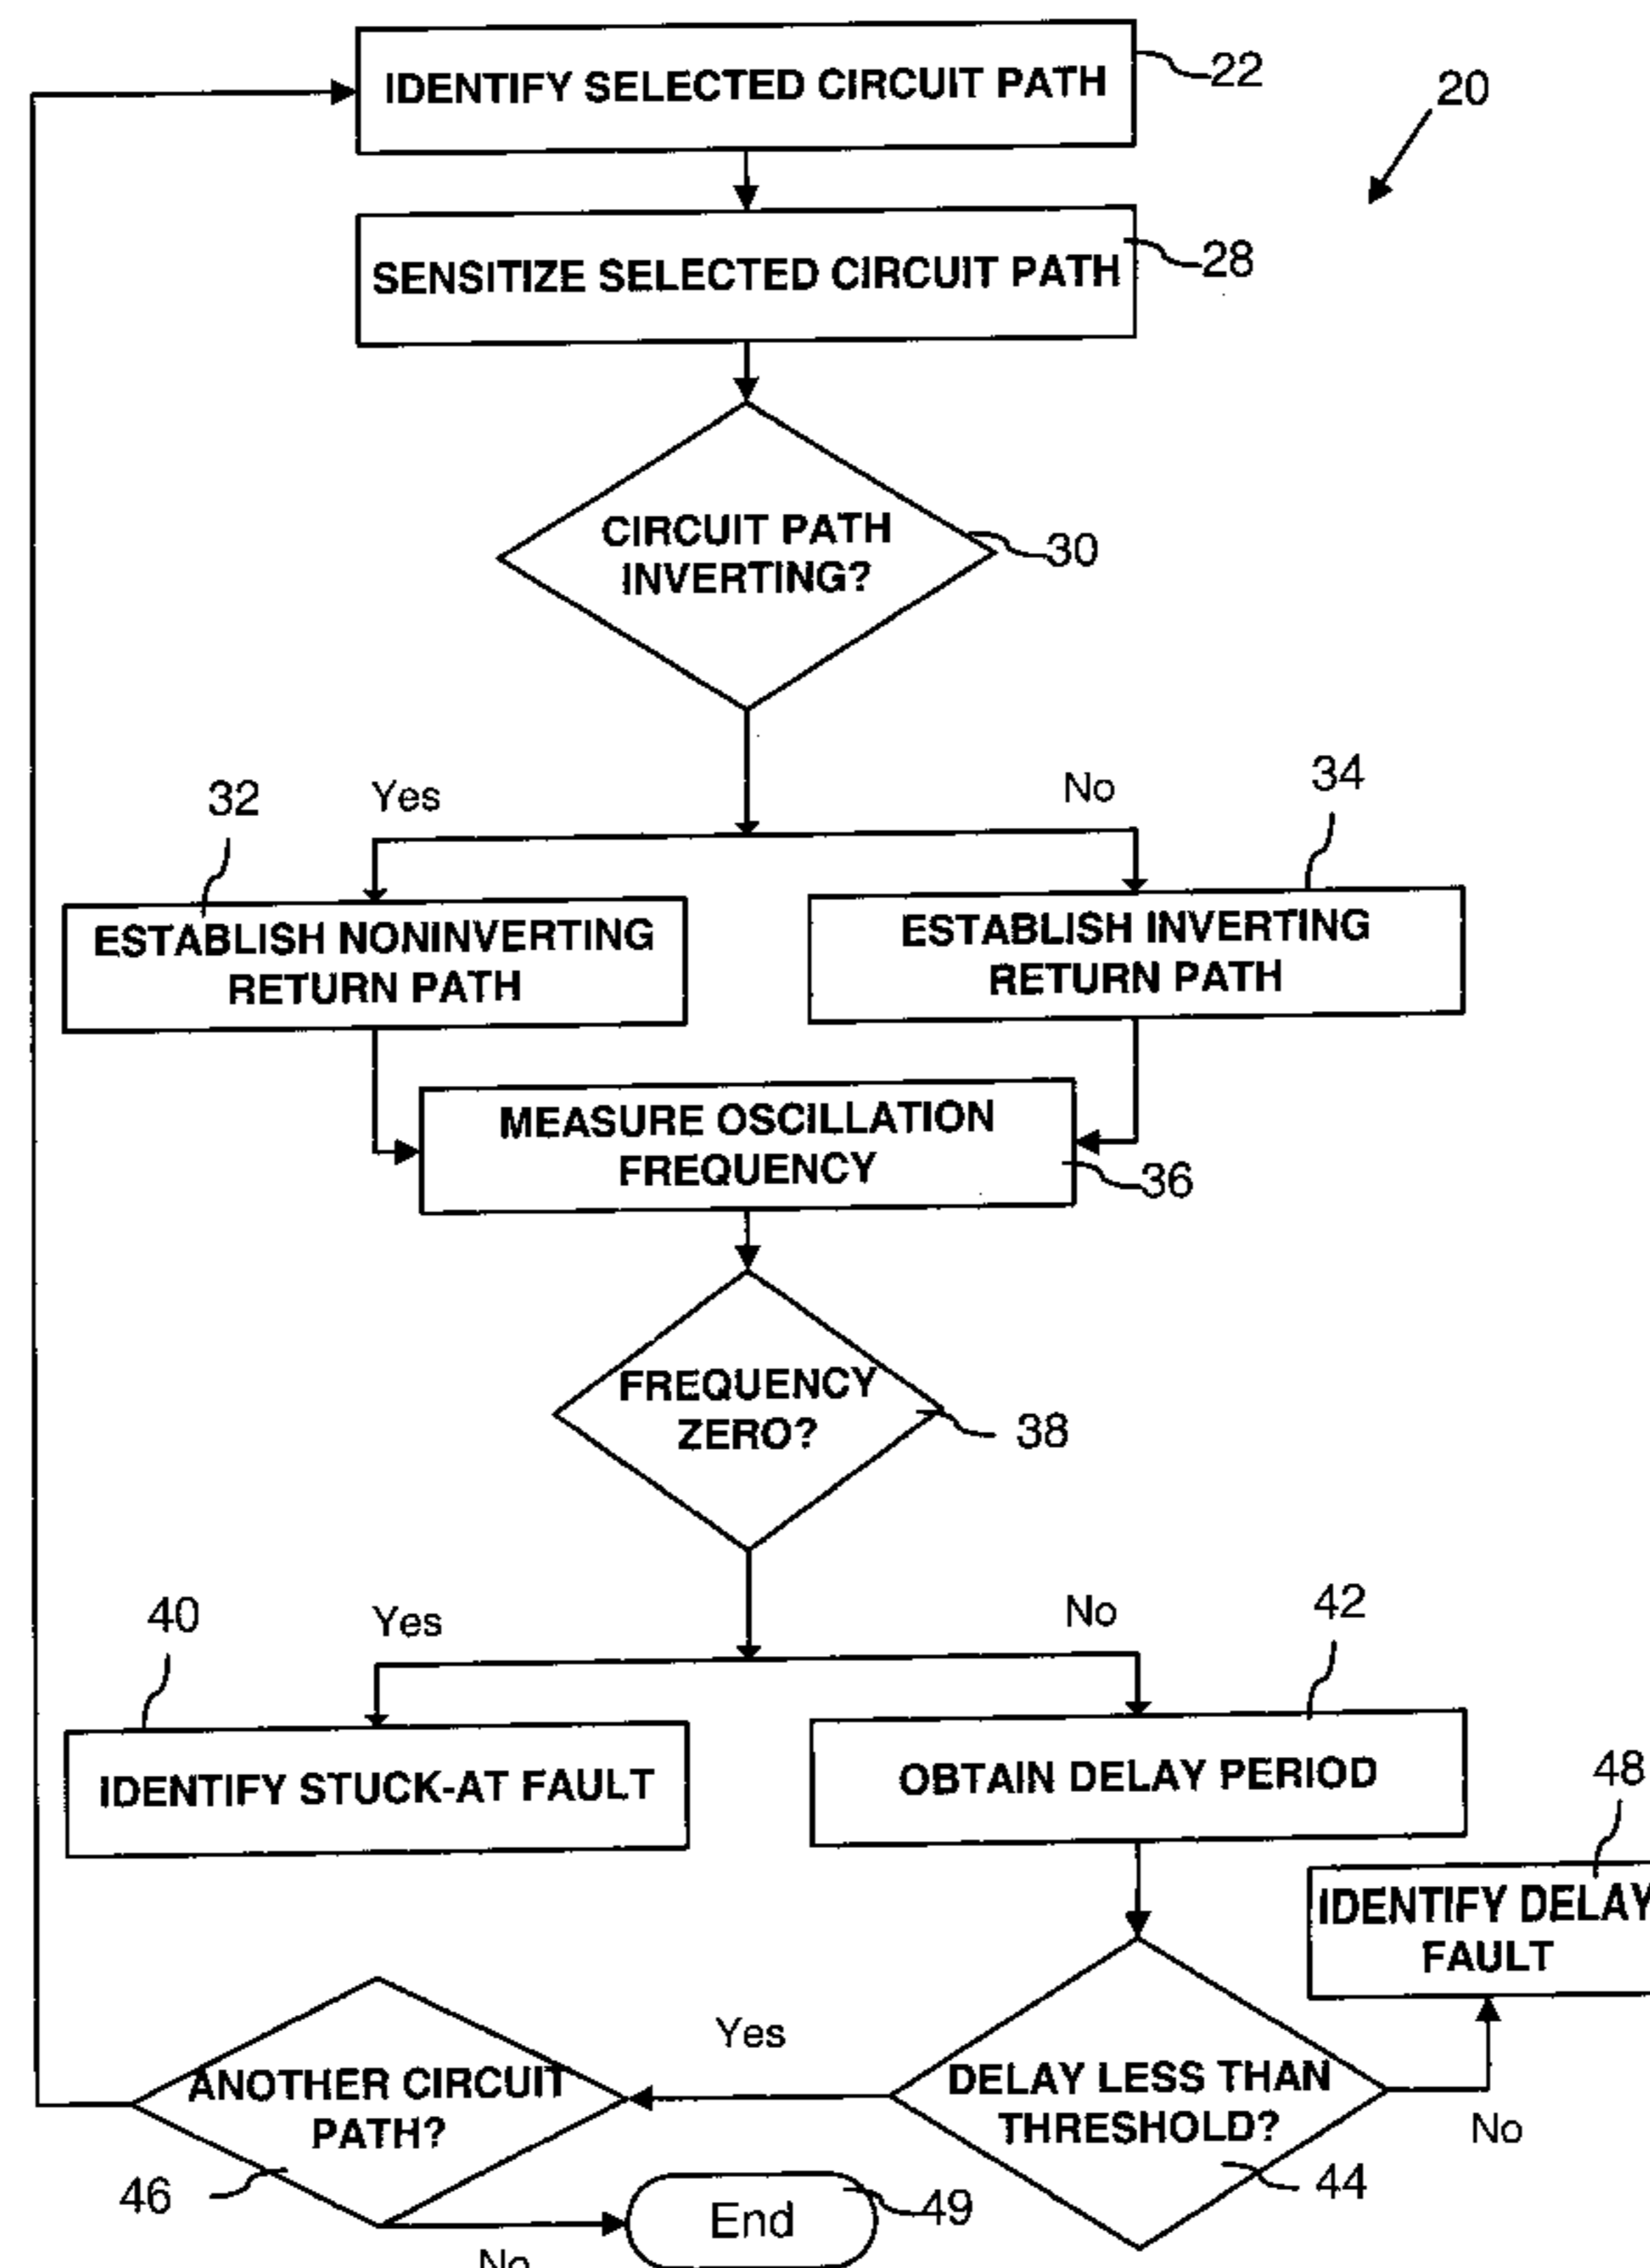 IDENTIFY SELECTED CIRCUIT PATH
22
20
SENSITIZE SELECTED CIRCUIT PATH
28
CIRCUIT PATH
INVERTING?
30
32
Yes
No
34
ESTABLISH NONINVERTING
RETURN PATH
ESTABLISH INVERTING
RETURN PATH
MEASURE OSCILLATION
FREQUENCY
36
FREQUENCY
ZERO?
38
40
Yes
No
42
IDENTIFY STUCK-AT FAULT
OBTAIN DELAY PERIOD
48
IDENTIFY DELAY
FAULT
Yes
ANOTHER CIRCUIT
PATH?
DELAY LESS THAN
THRESHOLD?
No
46
44
End
49
No